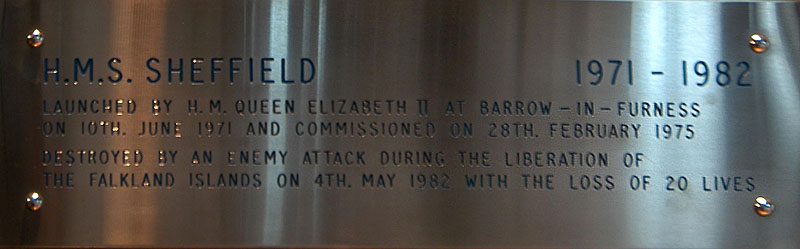 H.M.S. SHEFFIELD 1971 - 1982
LAUNCHED BY H.M. QUEEN ELIZABETH II AT BARROW-IN-FURNESS
ON 10TH. JUNE 1971 AND COMMISSIONED ON 28TH. FEBRUARY 1975
DESTROYED BY AN ENEMY ATTACK DURING THE LIBERATION OF
THE FALKLAND ISLANDS ON 4TH. MAY 1982 WITH THE LOSS OF 20 LIVES